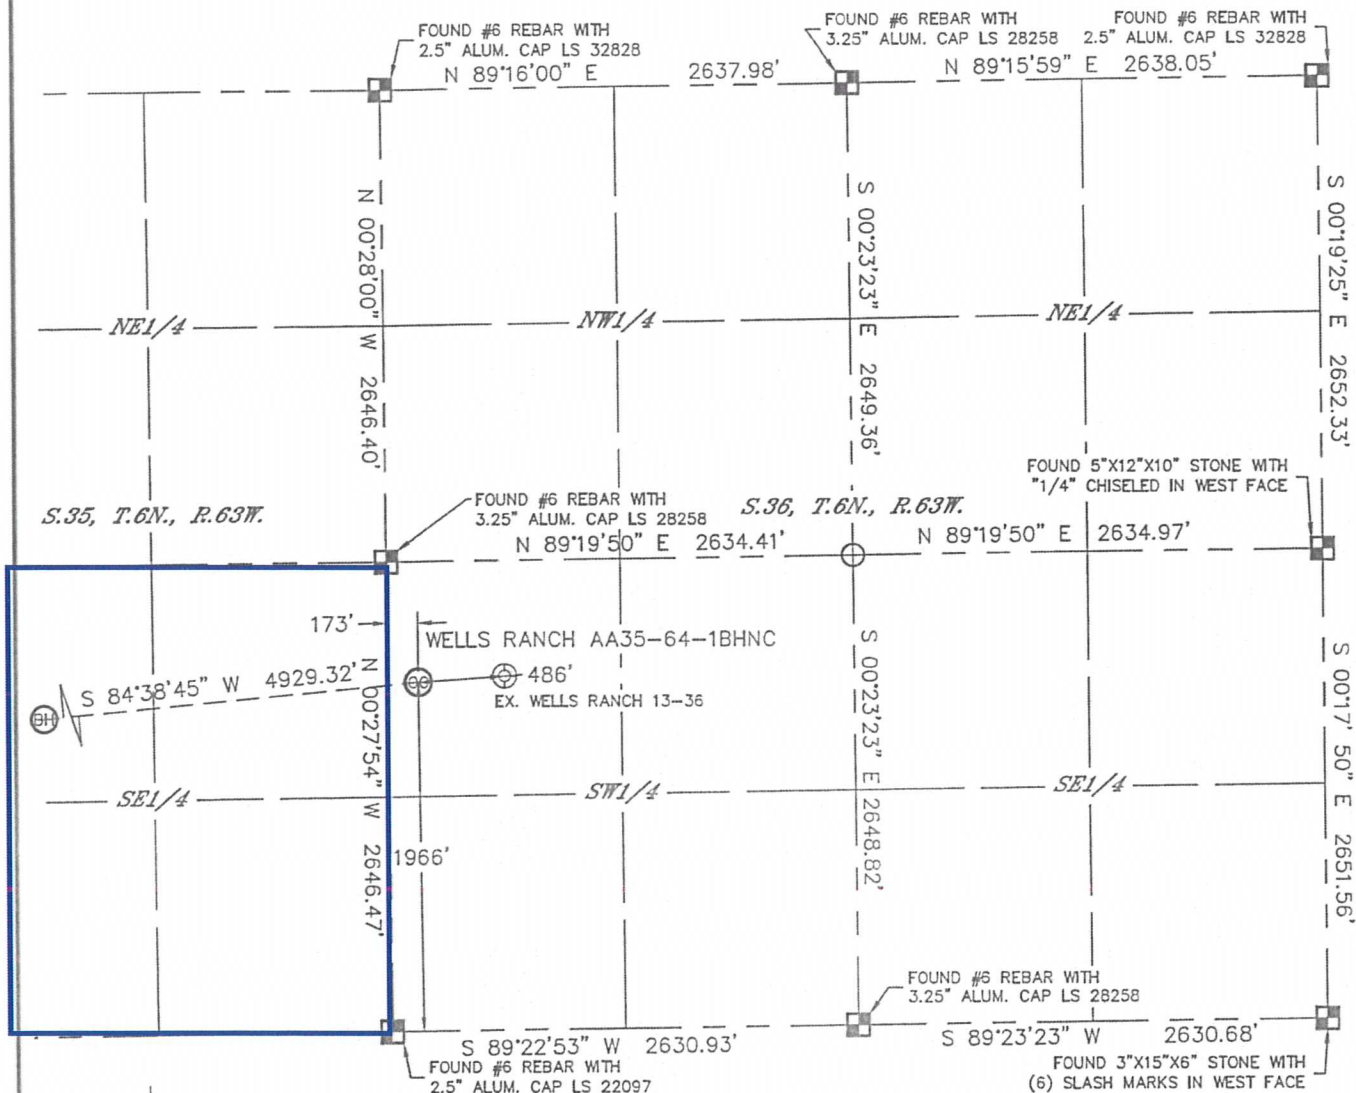 FOUND #6 REBAR WITH
2.5" ALUM. CAP LS 32828
FOUND #6 REBAR WITH
3.25" ALUM. CAP LS 28258
FOUND #6 REBAR WITH
2.5" ALUM. CAP LS 32828
N 89°16'00" E 2637.98'
N 89°15'59" E 2638.05'
N 00°28'00" W 2646.40'
S 00°23'23" E 2649.36'
S 00°19'25" E 2652.33'
NE1/4
NW1/4
NE1/4
FOUND 5"X12"X10" STONE WITH
"1/4" CHISELED IN WEST FACE
S.35, T.6N., R.63W.
FOUND #6 REBAR WITH
3.25" ALUM. CAP LS 28258
S.36, T.6N., R.63W.
N 89°19'50" E 2634.41'
N 89°19'50" E 2634.97'
173'
WELLS RANCH AA35-64-1BHNC
S 84°38'45" W 4929.32'
486'
EX. WELLS RANCH 13-36
BH
N 00°27'54" W 2646.47'
S 00°23'23" E 2648.82'
S 00°17' 50" E 2651.56'
SE1/4
SW1/4
SE1/4
1966'
FOUND #6 REBAR WITH
3.25" ALUM. CAP LS 28258
S 89°22'53" W 2630.93'
S 89°23'23" W 2630.68'
FOUND #6 REBAR WITH
2.5" ALUM. CAP LS 22097
FOUND 3"X15"X6" STONE WITH
(6) SLASH MARKS IN WEST FACE